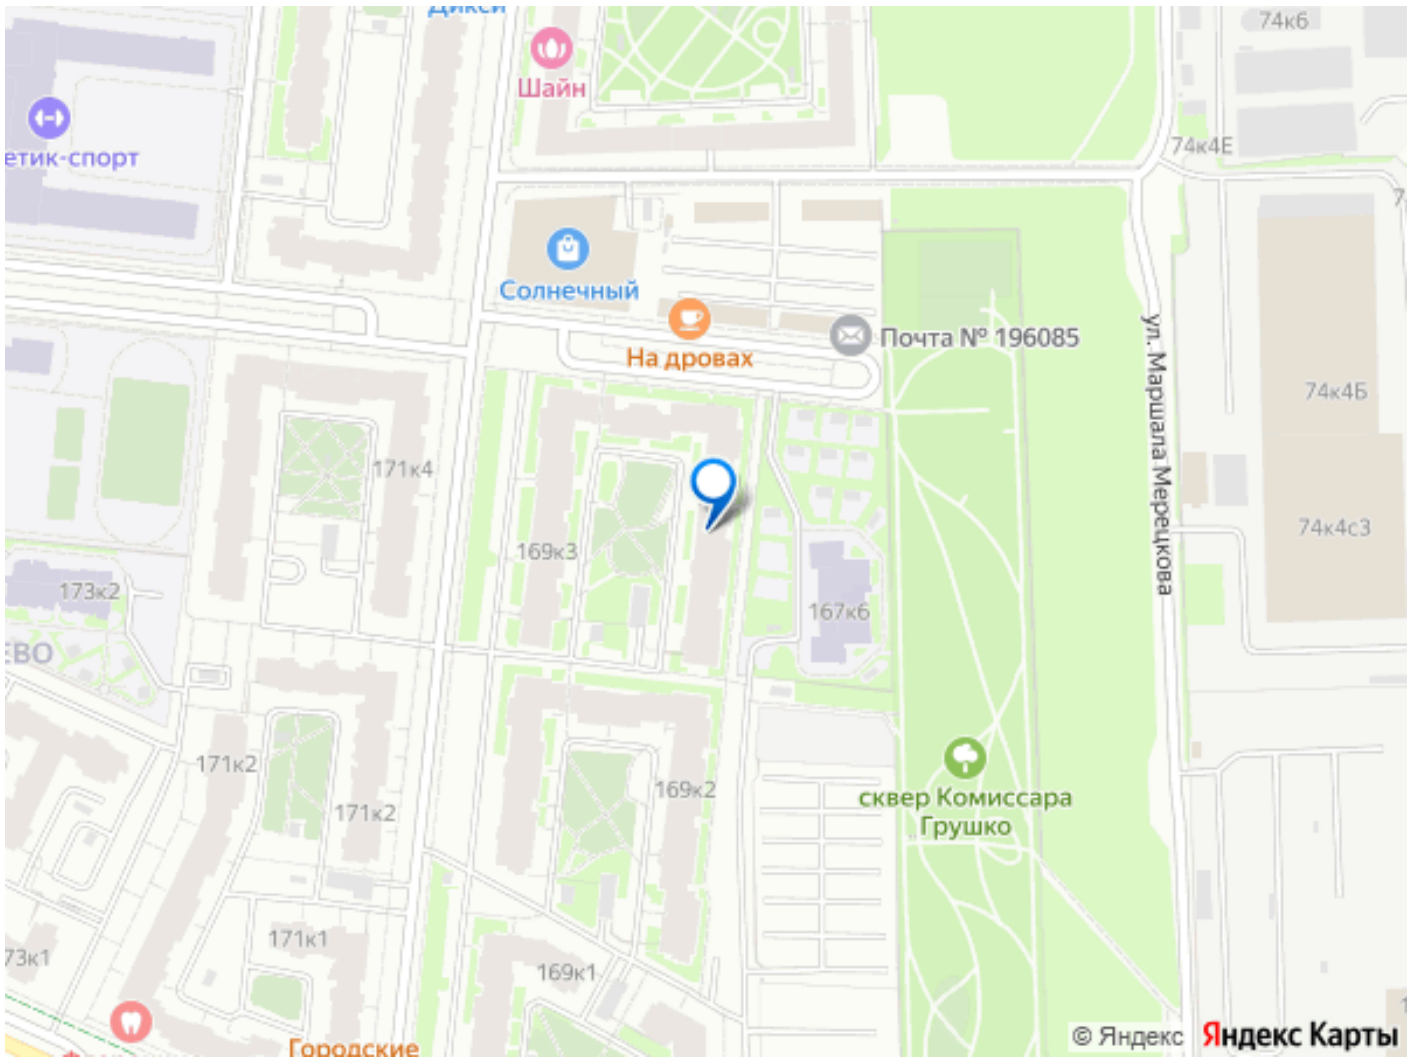 Дикси
74к6
Шайн
74к4Е
етик-спорт
Солнечный
На дровах
Почта № 196085
ул. Маршала Мерецкова
74к4Б
171к4
74к4с3
169к3
173к2
167к6
ЕВО
171к2
169к2
171к2
сквер Комиссара
Грушко
171к1
73к1
169к1
Городские
© Яндекс
Яндекс Карты